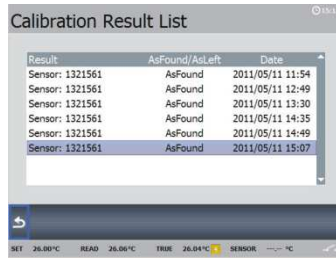 Calibration Result List
Result AsFound/AsLeft Date
Sensor: 1321561 AsFound 2011/05/11 11:54
Sensor: 1321561 AsFound 2011/05/11 12:49
Sensor: 1321561 AsFound 2011/05/11 13:30
Sensor: 1321561 AsFound 2011/05/11 14:35
Sensor: 1321561 AsFound 2011/05/11 14:49
Sensor: 1321561 AsFound 2011/05/11 15:07
SET 26.00°C READ 26.06°C TRUE 26.04°C SENSOR ---.-- °C